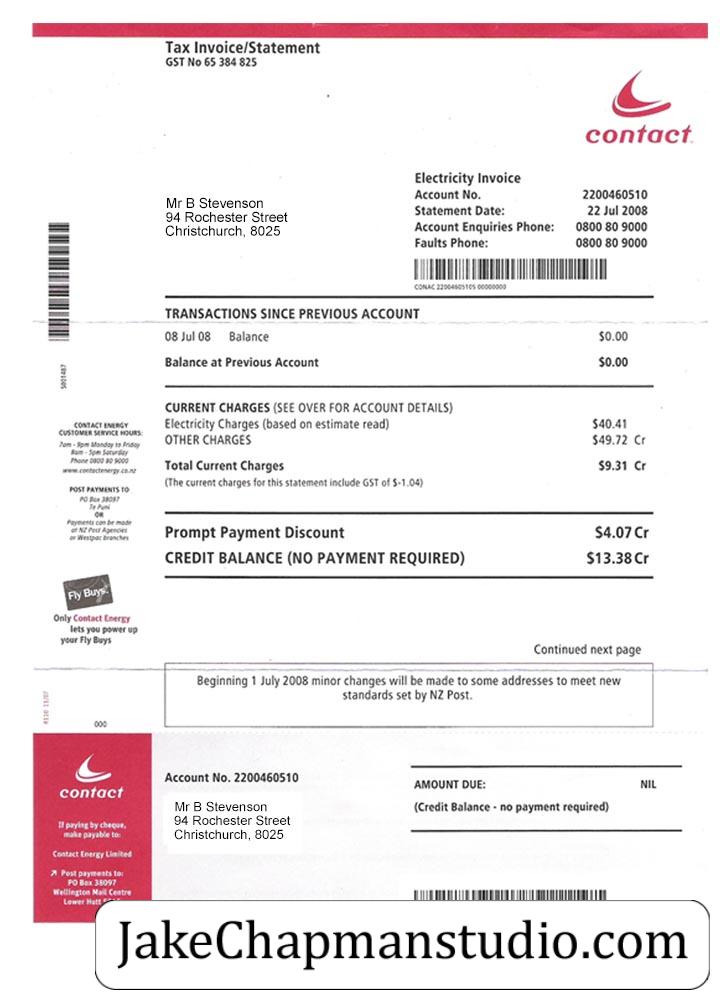 Tax Invoice/Statement
GST No 65 384 825
contact
Mr B Stevenson
94 Rochester Street
Christchurch, 8025
Electricity Invoice
Account No. 2200460510
Statement Date: 22 Jul 2008
Account Enquiries Phone: 0800 80 9000
Faults Phone: 0800 80 9000
CONAC 22004605105 00000000
TRANSACTIONS SINCE PREVIOUS ACCOUNT
08 Jul 08 Balance $0.00
Balance at Previous Account $0.00
CURRENT CHARGES (SEE OVER FOR ACCOUNT DETAILS)
Electricity Charges (based on estimate read) $40.41
OTHER CHARGES $49.72 Cr
Total Current Charges $9.31 Cr
(The current charges for this statement include GST of $-1.04)
Prompt Payment Discount $4.07 Cr
CREDIT BALANCE (NO PAYMENT REQUIRED) $13.38 Cr
CONTACT ENERGY
CUSTOMER SERVICE HOURS:
7am - 9pm Monday to Friday
8am - 5pm Saturday
Phone 0800 80 9000
www.contactenergy.co.nz
POST PAYMENTS TO
PO Box 38097
Te Puni
OR
Payments can be made
at NZ Post Agencies
or Westpac branches
Fly Buys
Only Contact Energy
lets you power up
your Fly Buys
Continued next page
Beginning 1 July 2008 minor changes will be made to some addresses to meet new
standards set by NZ Post.
000
contact
If paying by cheque,
make payable to:
Contact Energy Limited
Post payments to:
PO Box 38097
Wellington Mail Centre
Lower Hutt
Account No. 2200460510
Mr B Stevenson
94 Rochester Street
Christchurch, 8025
AMOUNT DUE: NIL
(Credit Balance - no payment required)
JakeChapmanstudio.com